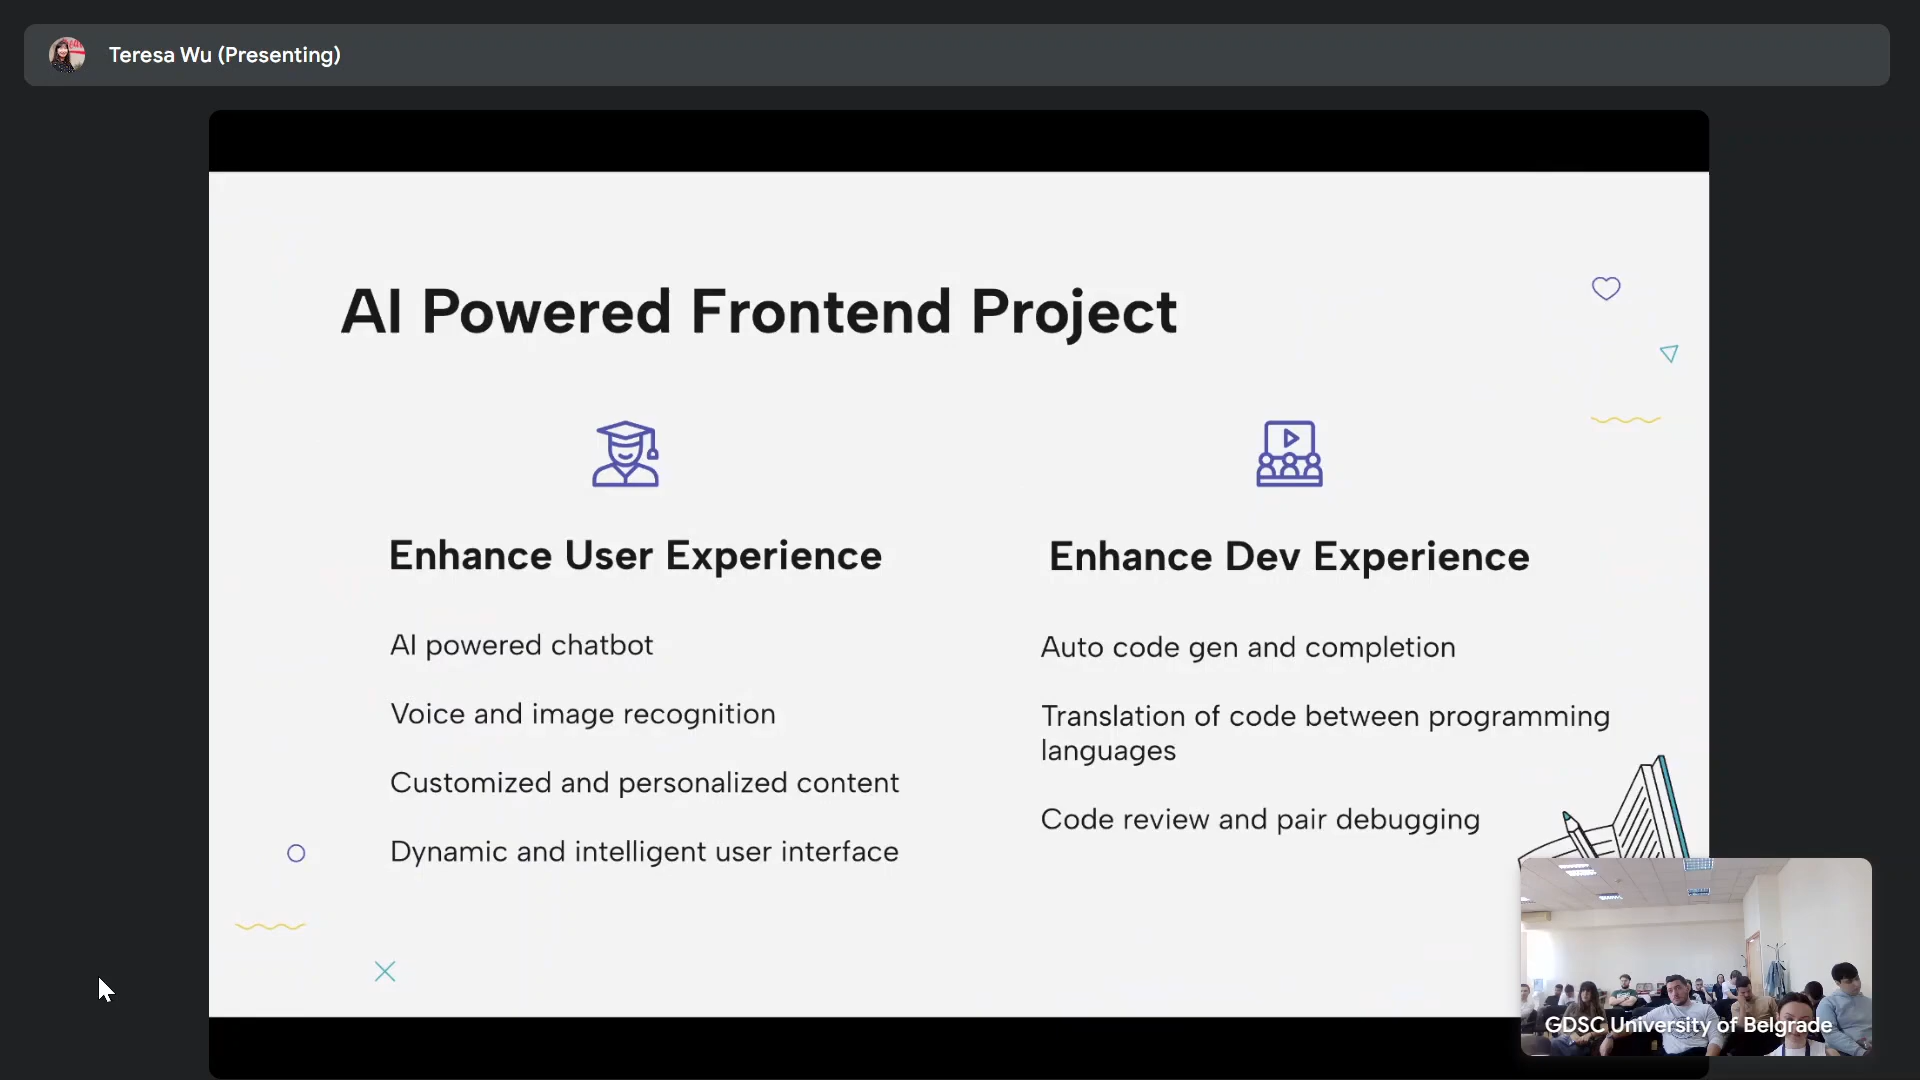 Teresa Wu (Presenting)
AI Powered Frontend Project
Enhance User Experience
AI powered chatbot
Voice and image recognition
Customized and personalized content
Dynamic and intelligent user interface
Enhance Dev Experience
Auto code gen and completion
Translation of code between programming
languages
Code review and pair debugging
GDSC University of Belgrade